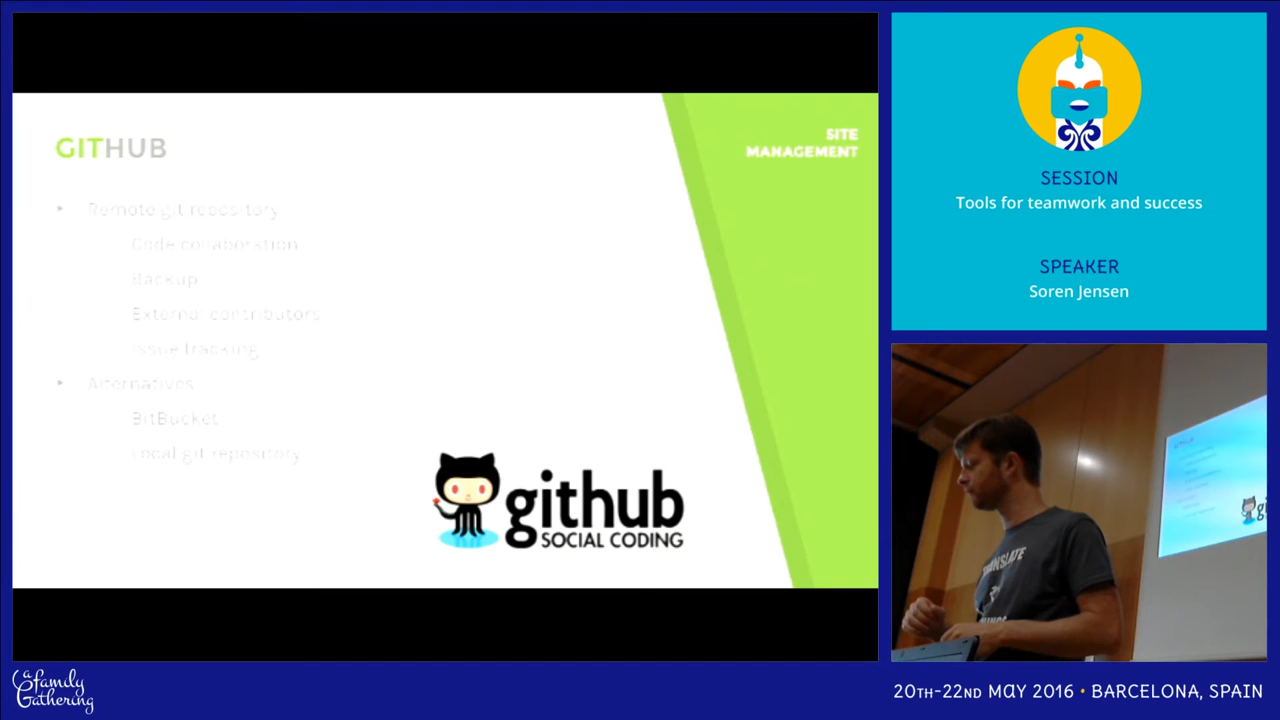 GITHUB
SITE
MANAGEMENT
Remote git repository
Code collaboration
Backup
External contributors
Issue tracking
Alternatives
BitBucket
Local git repository
github
SOCIAL CODING
SESSION
Tools for teamwork and success
SPEAKER
Soren Jensen
TRANSLATE
a family
Gathering
20TH-22ND MAY 2016 • BARCELONA, SPAIN